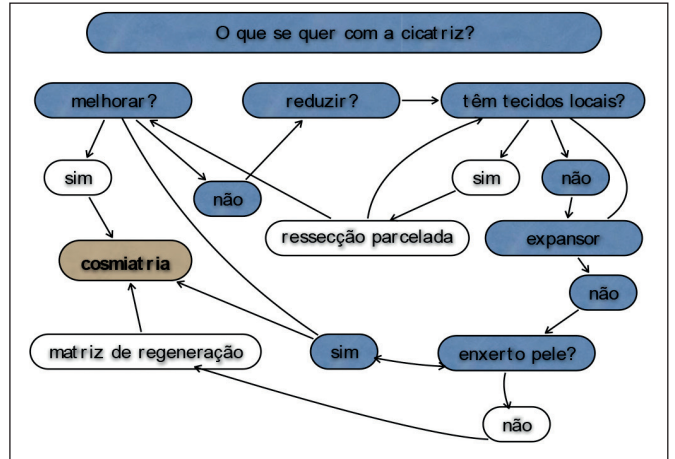 O que se quer com a cicatriz?
melhorar?
reduzir?
têm tecidos locais?
sim
não
sim
não
ressecção parcelada
expansor
cosmiatria
não
matriz de regeneração
sim
enxerto pele?
não